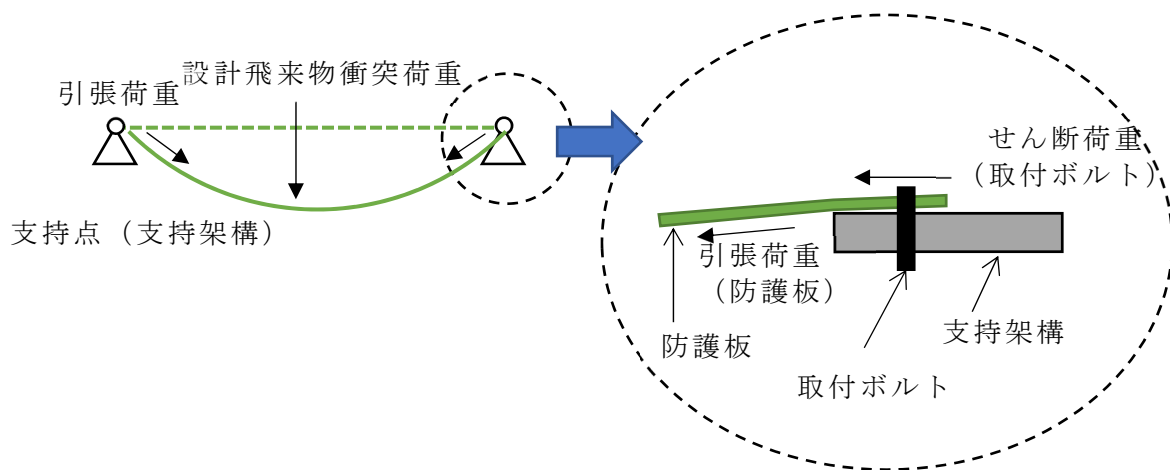 設計飛来物衝突荷重
引張荷重
支持点（支持架構）
せん断荷重
（取付ボルト）
引張荷重
（防護板）
防護板
支持架構
取付ボルト